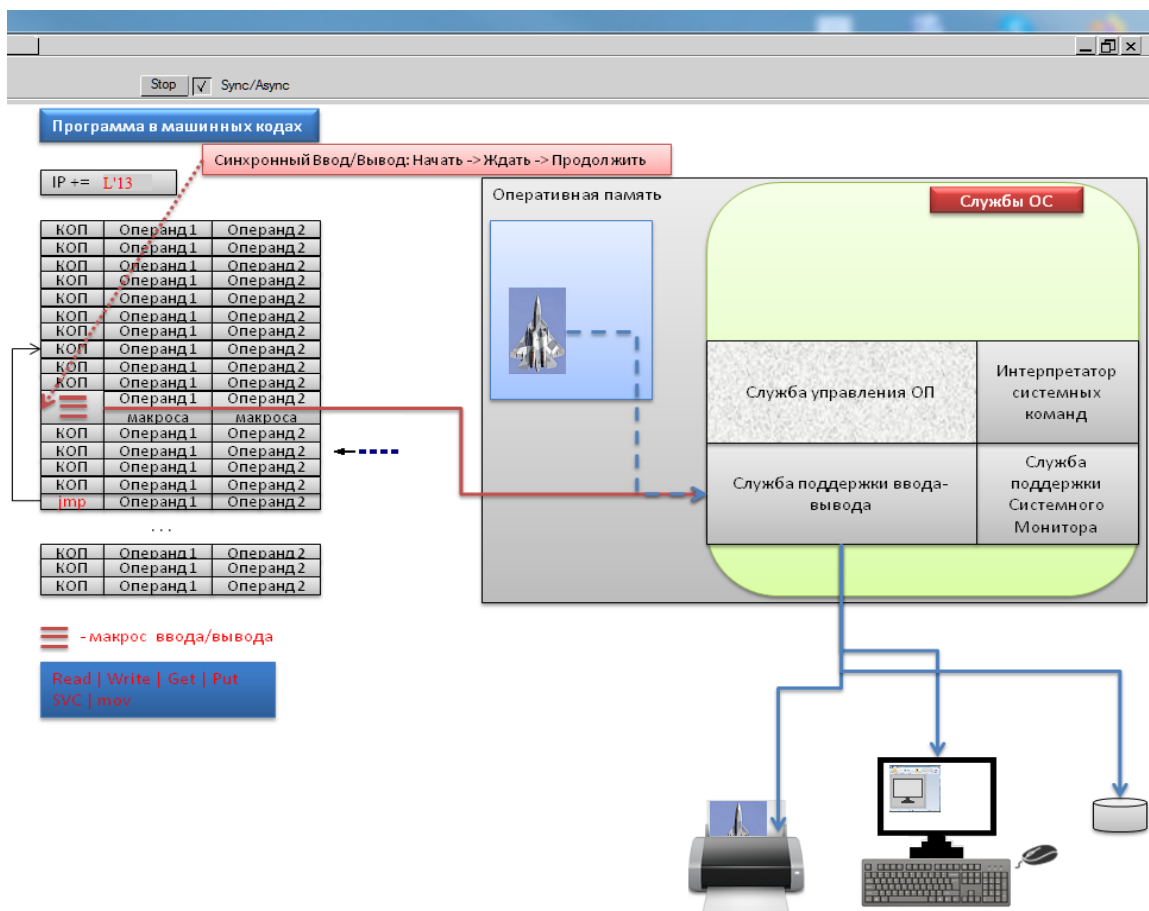 Stop
Sync/Async
Программа в машинных кодах
Синхронный Ввод/Вывод: Начать -> Ждать -> Продолжить
IP += L'13
КОП Операнд 1 Операнд 2
КОП Операнд 1 Операнд 2
КОП Операнд 1 Операнд 2
КОП Операнд 1 Операнд 2
КОП Операнд 1 Операнд 2
КОП Операнд 1 Операнд 2
КОП Операнд 1 Операнд 2
КОП Операнд 1 Операнд 2
КОП Операнд 1 Операнд 2
КОП Операнд 1 Операнд 2
Операнд 1 Операнд 2
макроса макроса
КОП Операнд 1 Операнд 2
КОП Операнд 1 Операнд 2
КОП Операнд 1 Операнд 2
КОП Операнд 1 Операнд 2
jmp Операнд 1 Операнд 2
...
КОП Операнд 1 Операнд 2
КОП Операнд 1 Операнд 2
КОП Операнд 1 Операнд 2
- макрос ввода/вывода
Read | Write | Get | Put
SVC | mov
Оперативная память
Службы ОС
Служба управления ОП
Интерпретатор
системных
команд
Служба поддержки ввода-
вывода
Служба
поддержки
Системного
Монитора